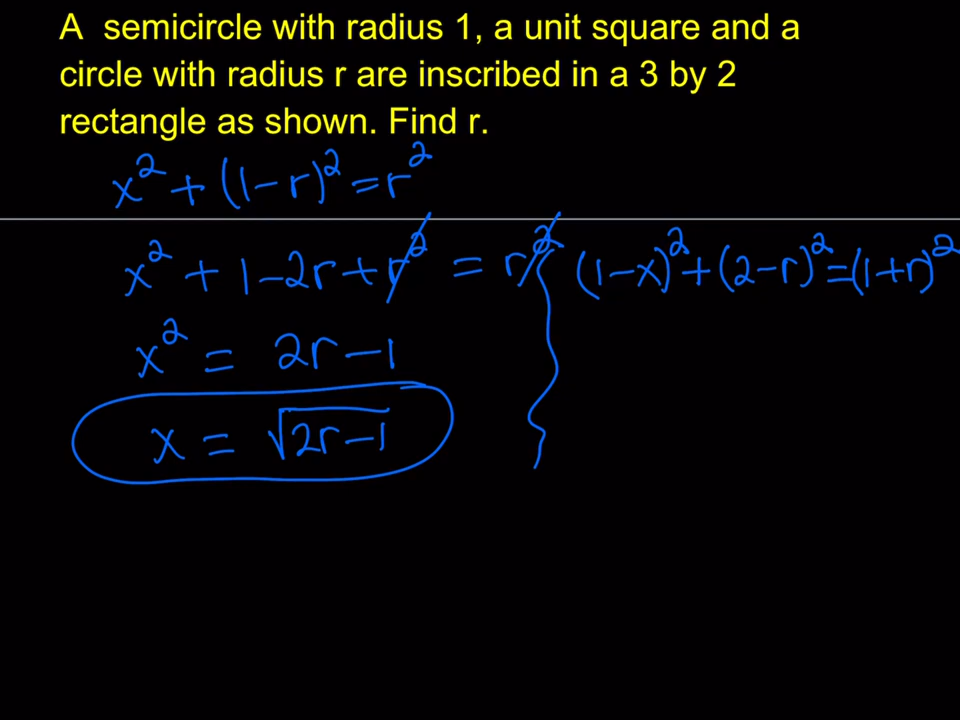 A semicircle with radius 1, a unit square and a
circle with radius r are inscribed in a 3 by 2
rectangle as shown. Find r.
x² + (1-r)² = r²
x² + 1-2r+r² = r²
(1-x)²+(2-r)²=(1+r)²
x² = 2r-1
x = √2r-1